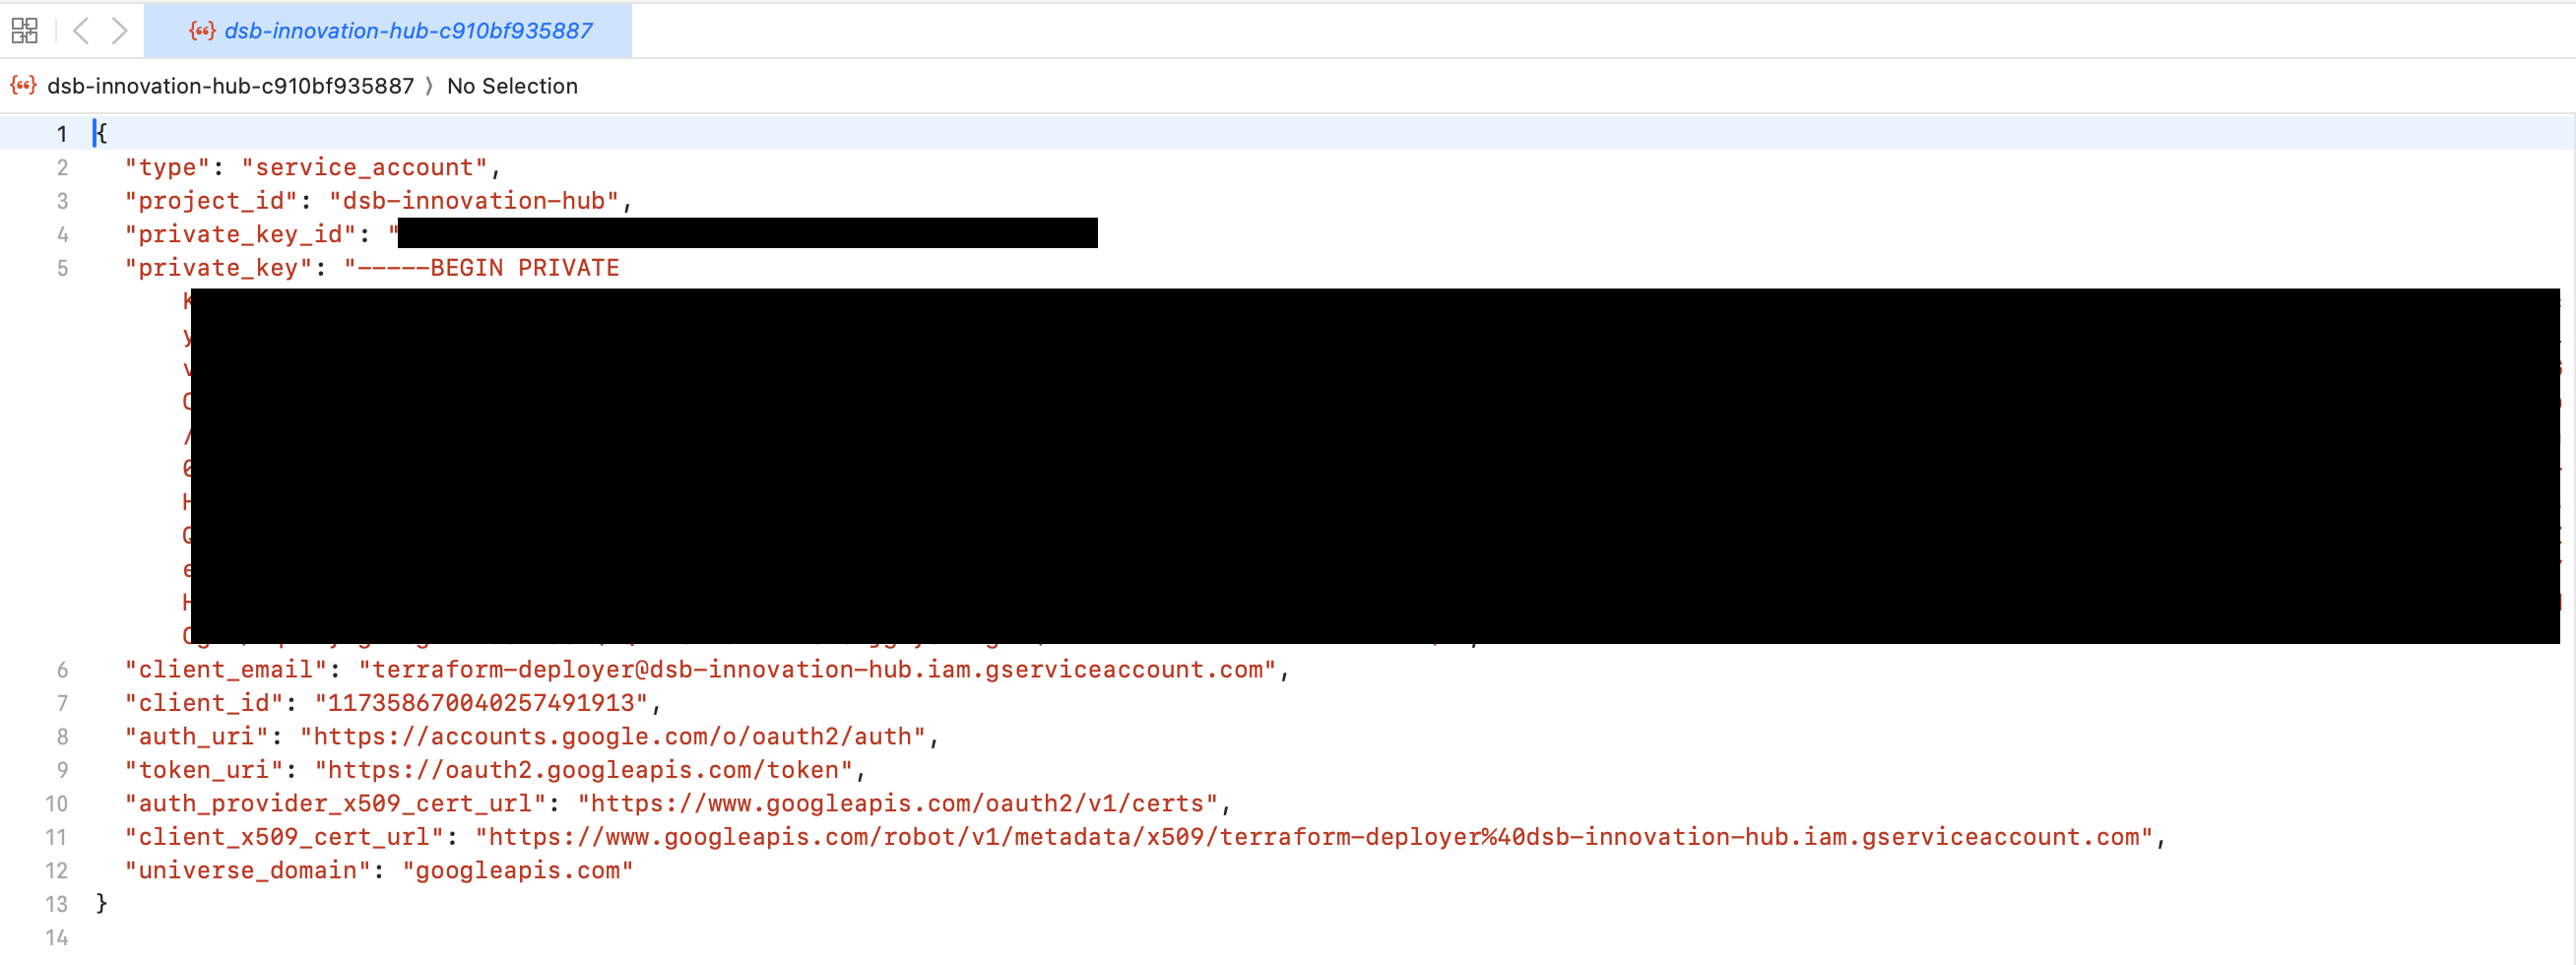 dsb-innovation-hub-c910bf935887
dsb-innovation-hub-c910bf935887 › No Selection
1 {
2 "type": "service_account",
3 "project_id": "dsb-innovation-hub",
4 "private_key_id": "
5 "private_key": "-----BEGIN PRIVATE
6 "client_email": "terraform-deployer@dsb-innovation-hub.iam.gserviceaccount.com",
7 "client_id": "117358670040257491913",
8 "auth_uri": "https://accounts.google.com/o/oauth2/auth",
9 "token_uri": "https://oauth2.googleapis.com/token",
10 "auth_provider_x509_cert_url": "https://www.googleapis.com/oauth2/v1/certs",
11 "client_x509_cert_url": "https://www.googleapis.com/robot/v1/metadata/x509/terraform-deployer%40dsb-innovation-hub.iam.gserviceaccount.com",
12 "universe_domain": "googleapis.com"
13 }
14